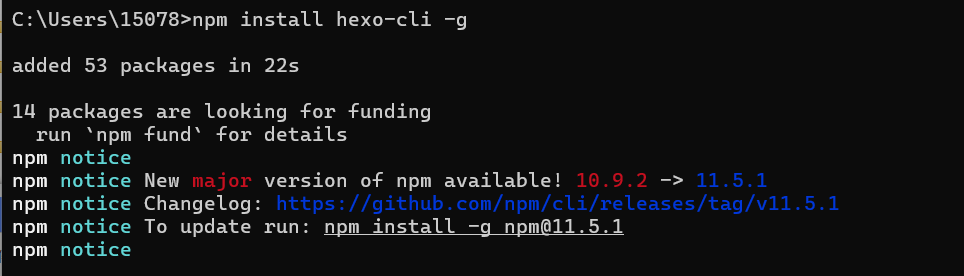 C:\Users\15078>npm install hexo-cli -g
added 53 packages in 22s
14 packages are looking for funding
  run `npm fund` for details
npm notice
npm notice New major version of npm available! 10.9.2 -> 11.5.1
npm notice Changelog: https://github.com/npm/cli/releases/tag/v11.5.1
npm notice To update run: npm install -g npm@11.5.1
npm notice